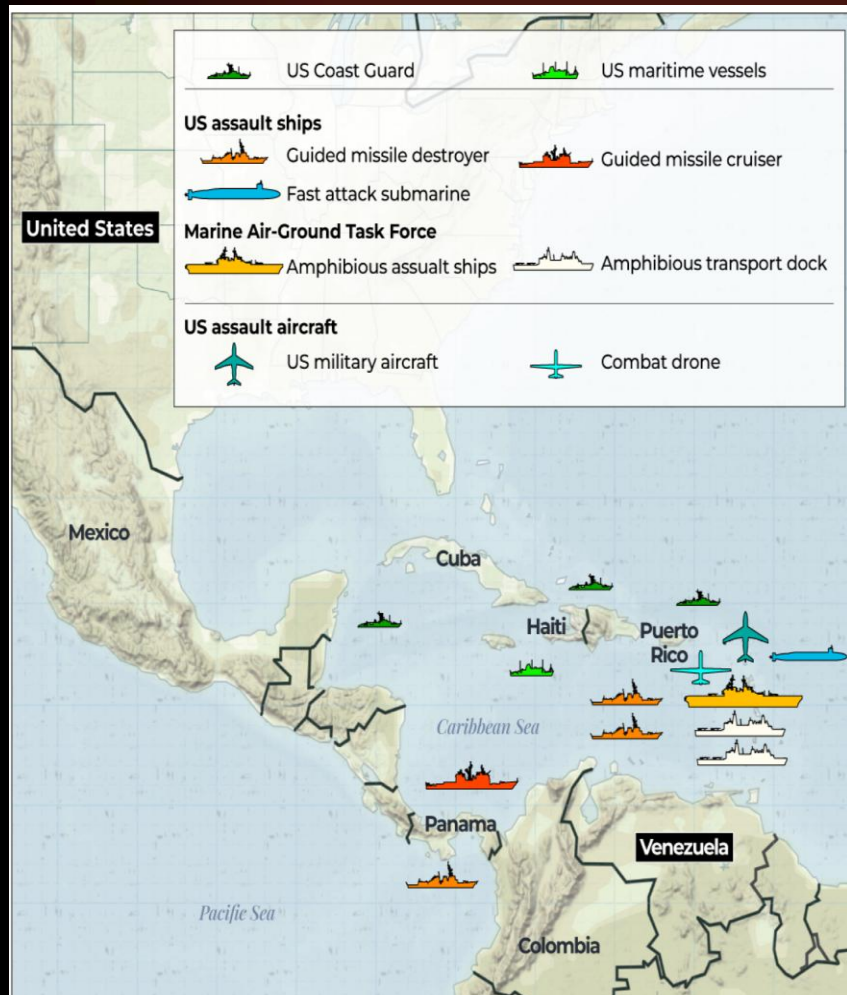 US Coast Guard
US maritime vessels
US assault ships
Guided missile destroyer
Guided missile cruiser
Fast attack submarine
United States
Marine Air-Ground Task Force
Amphibious assualt ships
Amphibious transport dock
US assault aircraft
US military aircraft
Combat drone
Mexico
Cuba
Haiti
Puerto
Rico
Caribbean Sea
Panama
Venezuela
Pacific Sea
Colombia